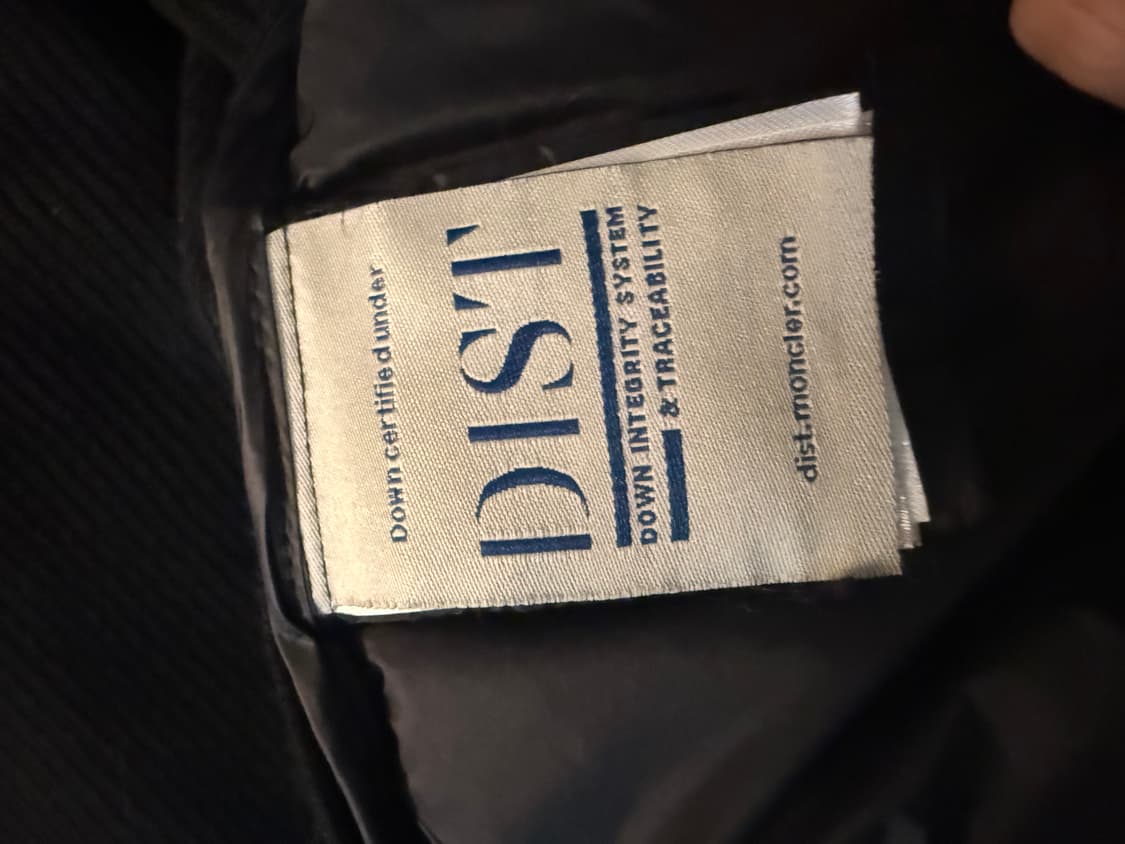 Down certified under
DIST
DOWN INTEGRITY SYSTEM
& TRACEABILITY
dist.moncler.com